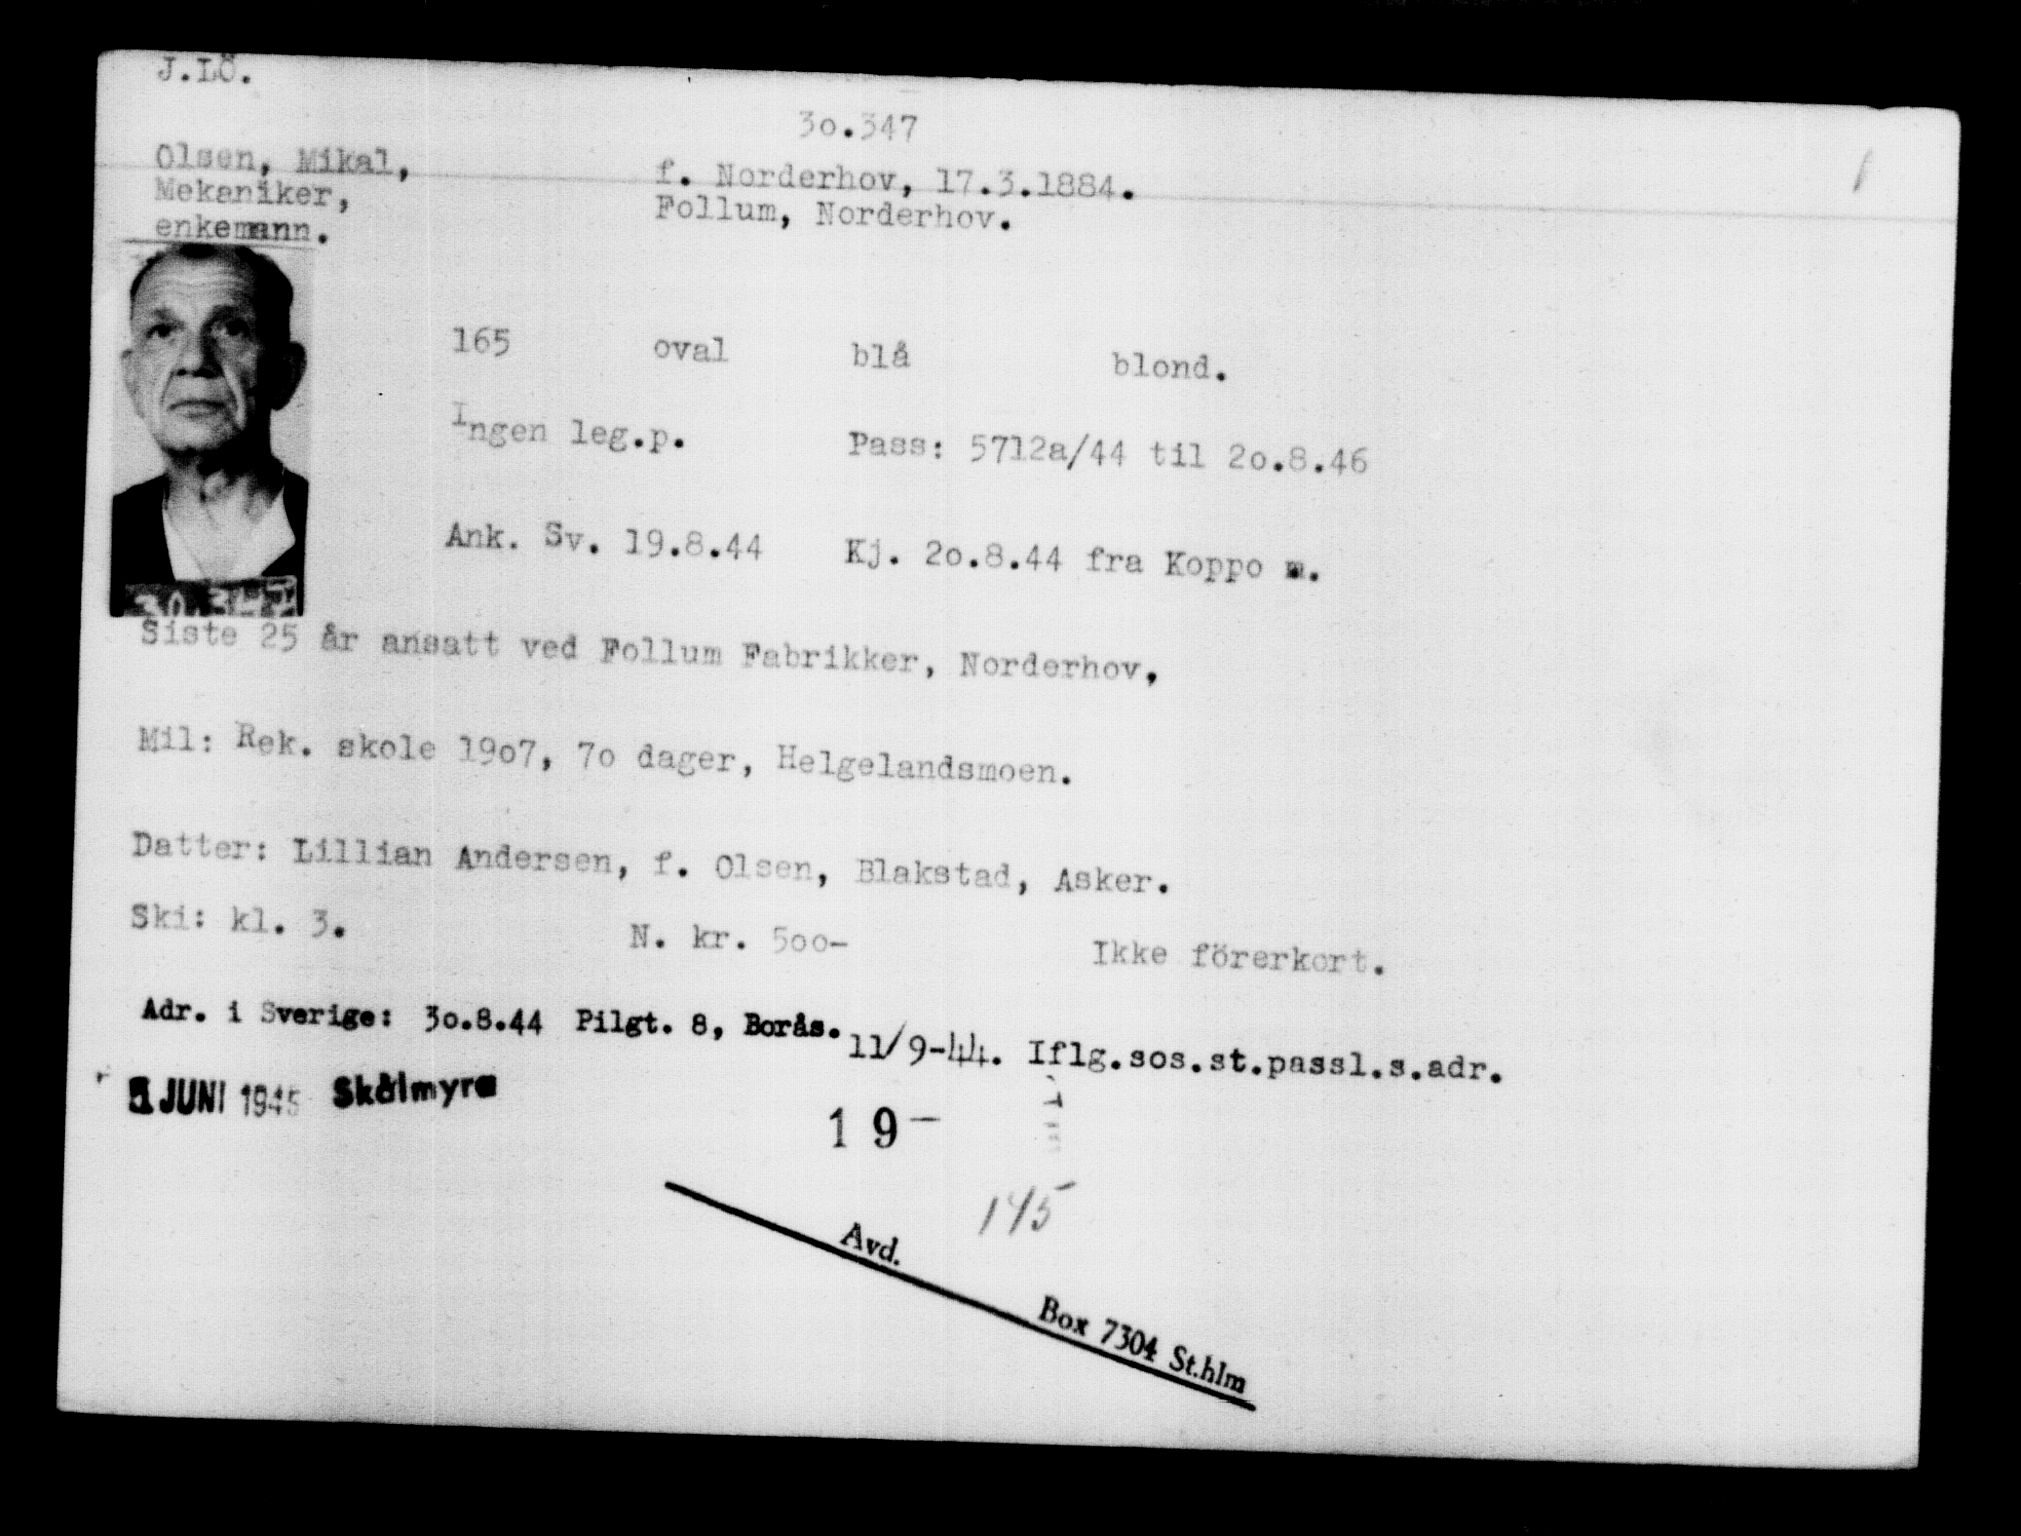 J.LÖ.
30.347
Olsen, Mikal,
f. Norderhov, 17.3.1884.
Mekaniker,
Follum, Norderhov.
enkemann.
165 oval blå blond.
Ingen leg.p. Pass: 5712a/44 til 20.8.46
Ank. Sv. 19.8.44 Kj. 20.8.44 fra Koppo m.
30.347
Siste 25 år ansatt ved Follum Fabrikker, Norderhov.
Mil: Rek. skole 1907, 70 dager, Helgelandsmoen.
Datter: Lillian Andersen, f. Olsen, Blakstad, Asker.
Ski: kl. 3. N. kr. 500- Ikke förerkort.
Adr. i Sverige: 30.8.44 Pilgt. 8, Borås.
11/9-44. Iflg.sos.st.passl.s.adr.
JUNI 1945 Skålmyra
19-
145
Avd.
Box 7304 St.hlm